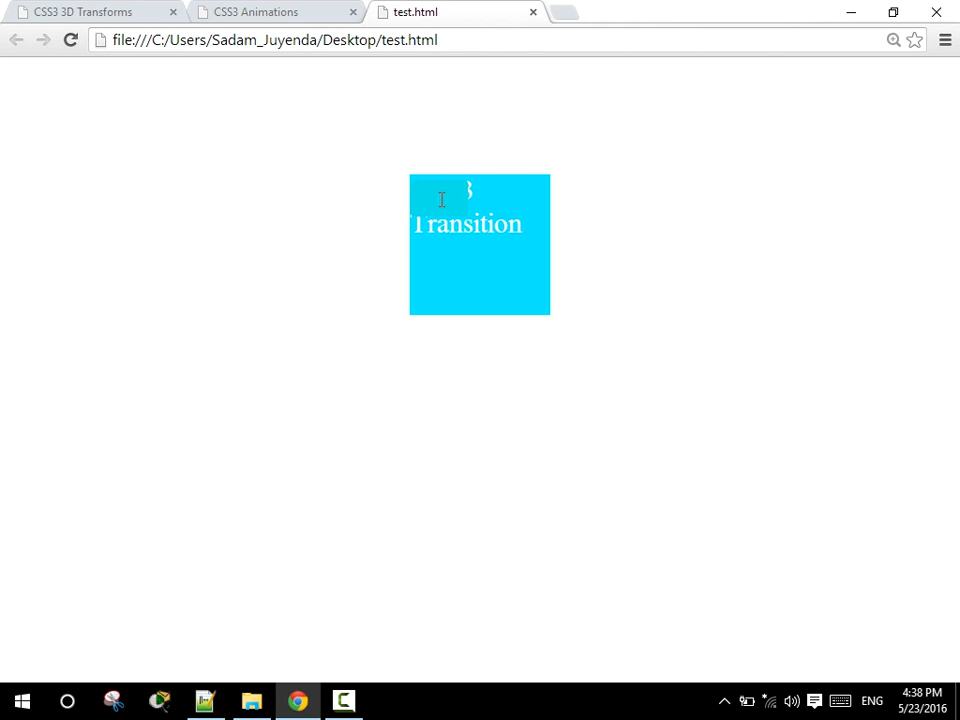 CSS3 3D Transforms
CSS3 Animations
test.html
file:///C:/Users/Sadam_Juyenda/Desktop/test.html
3
Transition
ENG
4:38 PM
5/23/2016